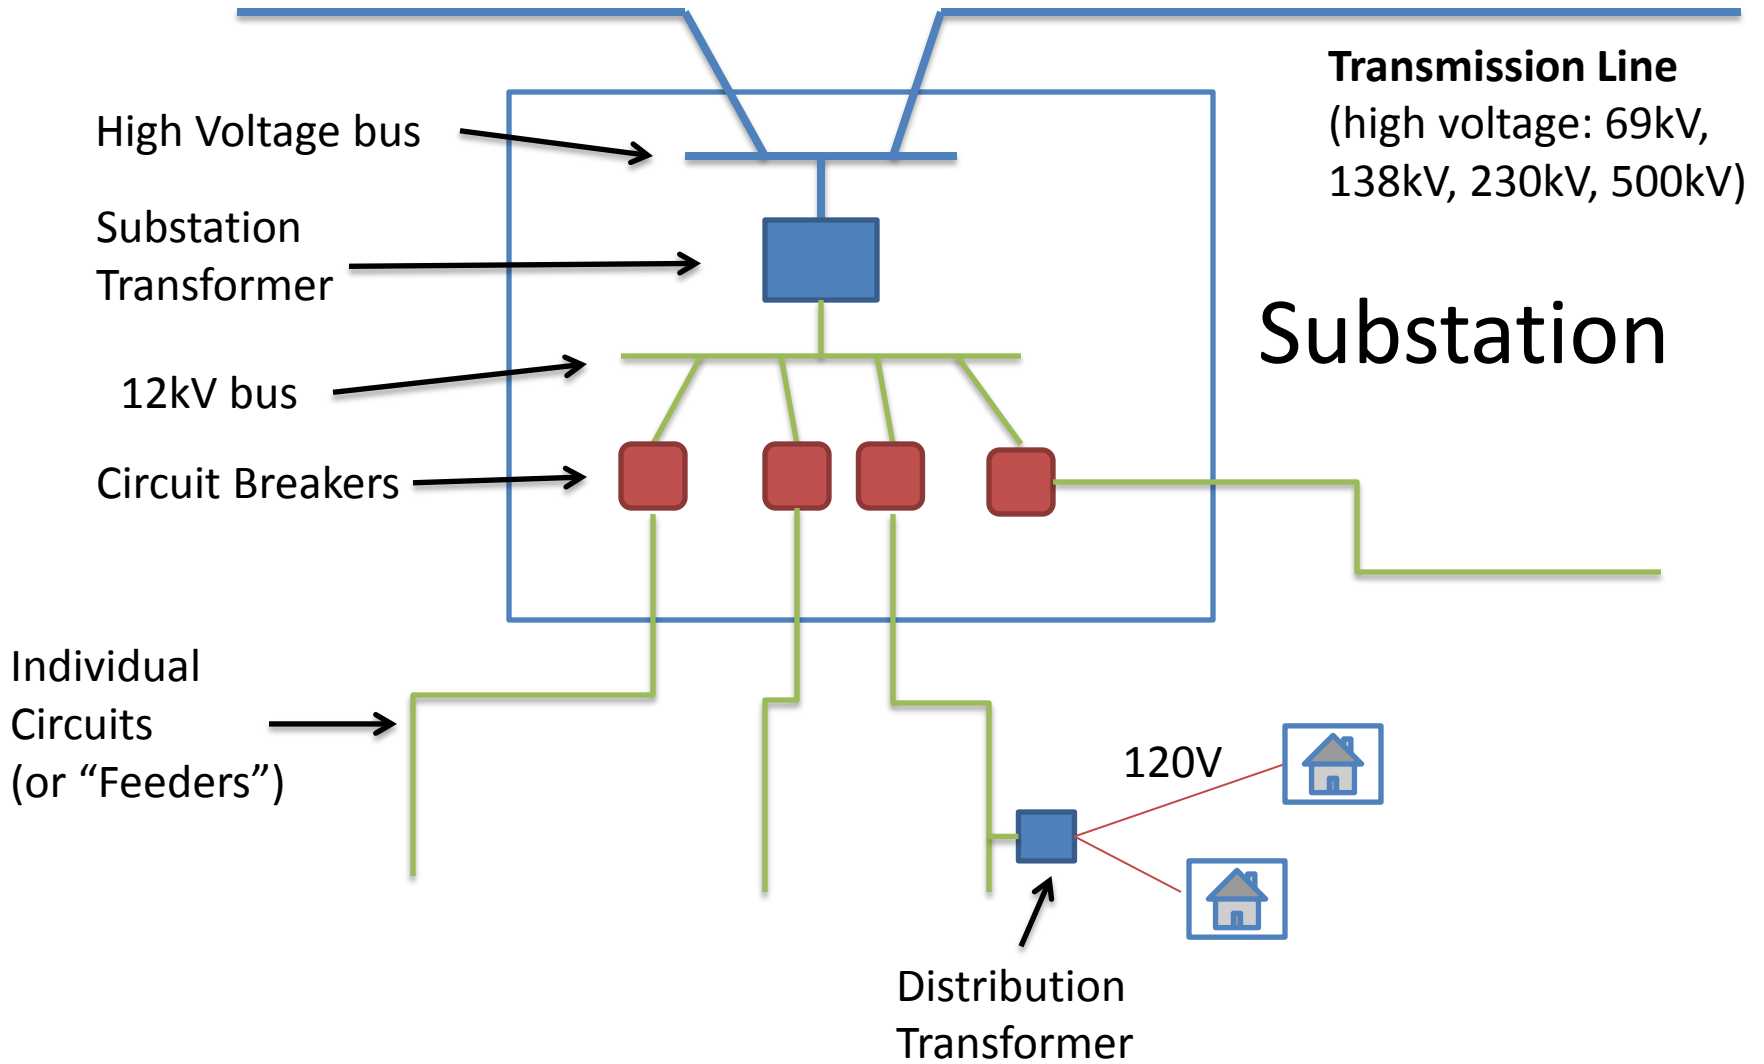 Transmission Line
(high voltage: 69kV,
138kV, 230kV, 500kV)
High Voltage bus
Substation
Transformer
Substation
12kV bus
Circuit Breakers
Individual
Circuits
(or “Feeders”)
120V
Distribution
Transformer